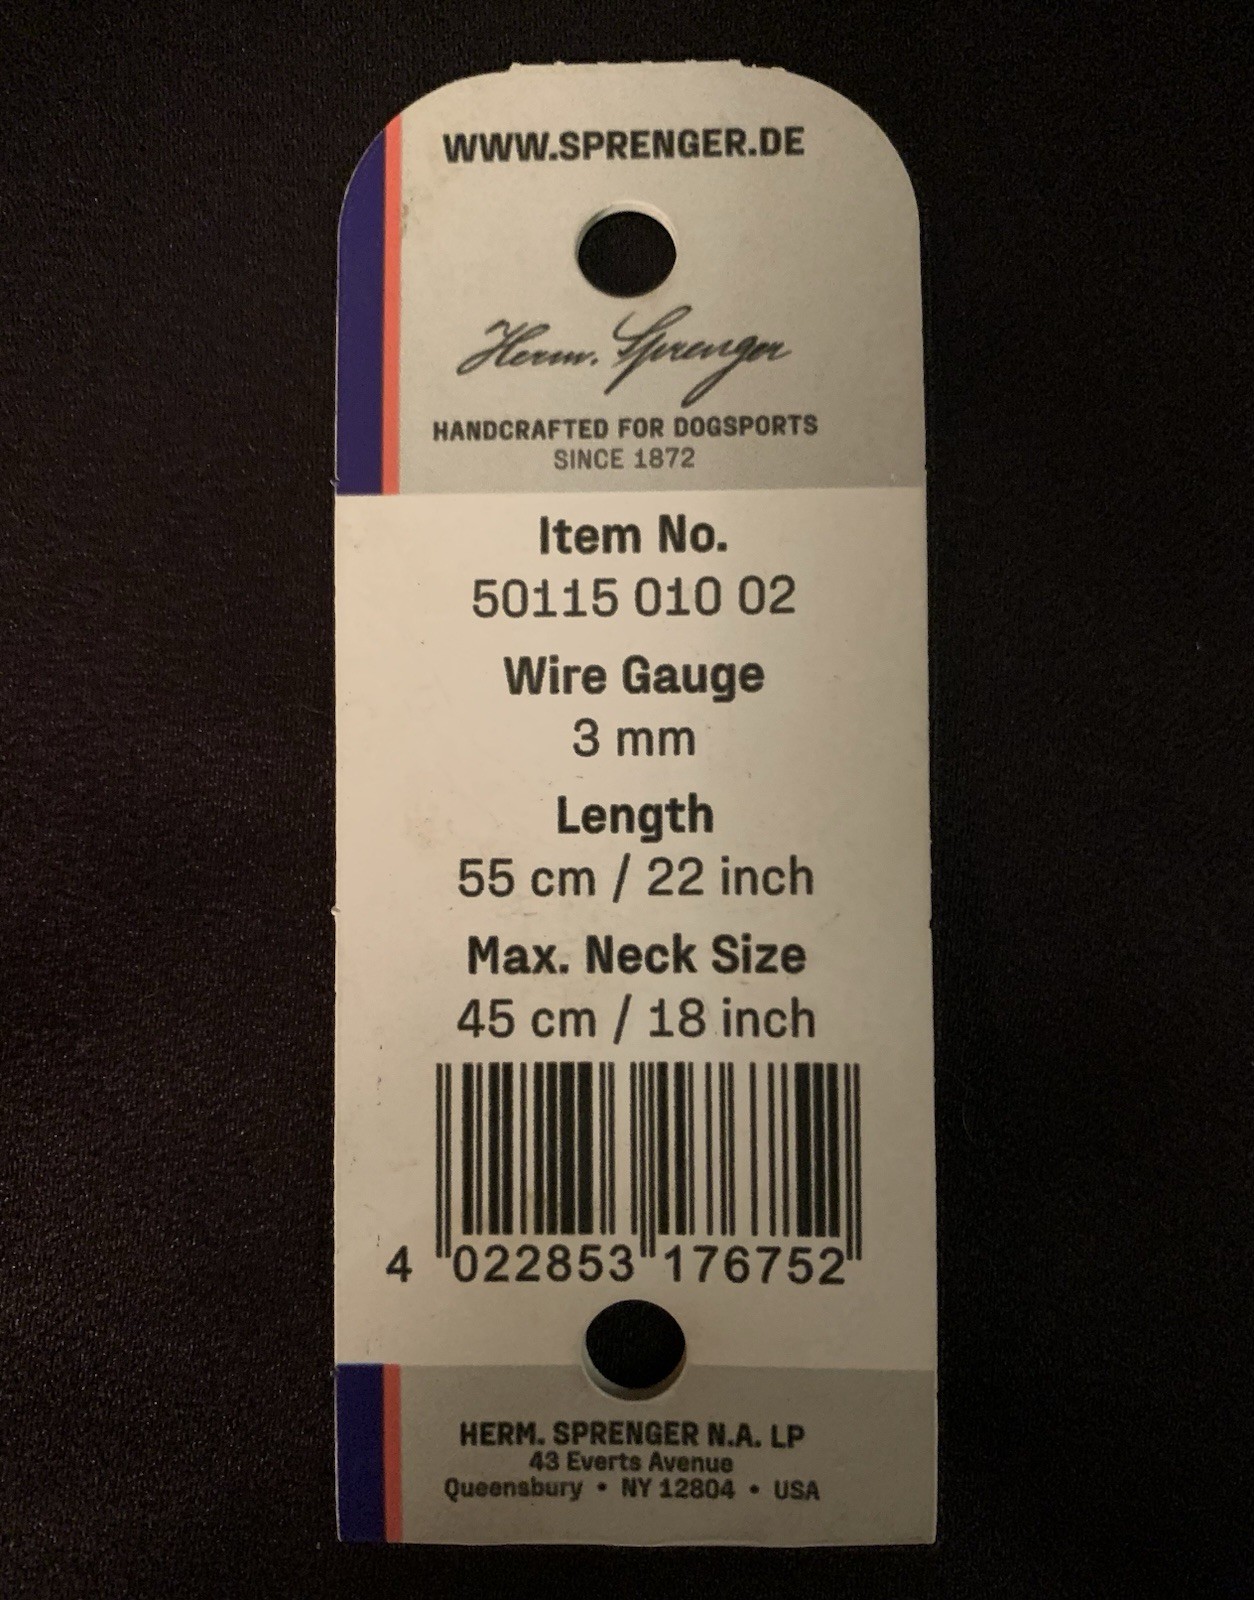 WWW.SPRENGER.DE
Herm. Sprenger
HANDCRAFTED FOR DOGSPORTS
SINCE 1872
Item No.
50115 010 02
Wire Gauge
3 mm
Length
55 cm / 22 inch
Max. Neck Size
45 cm / 18 inch
4 022853 176752
HERM. SPRENGER N.A. LP
43 Everts Avenue
Queensbury • NY 12804 • USA